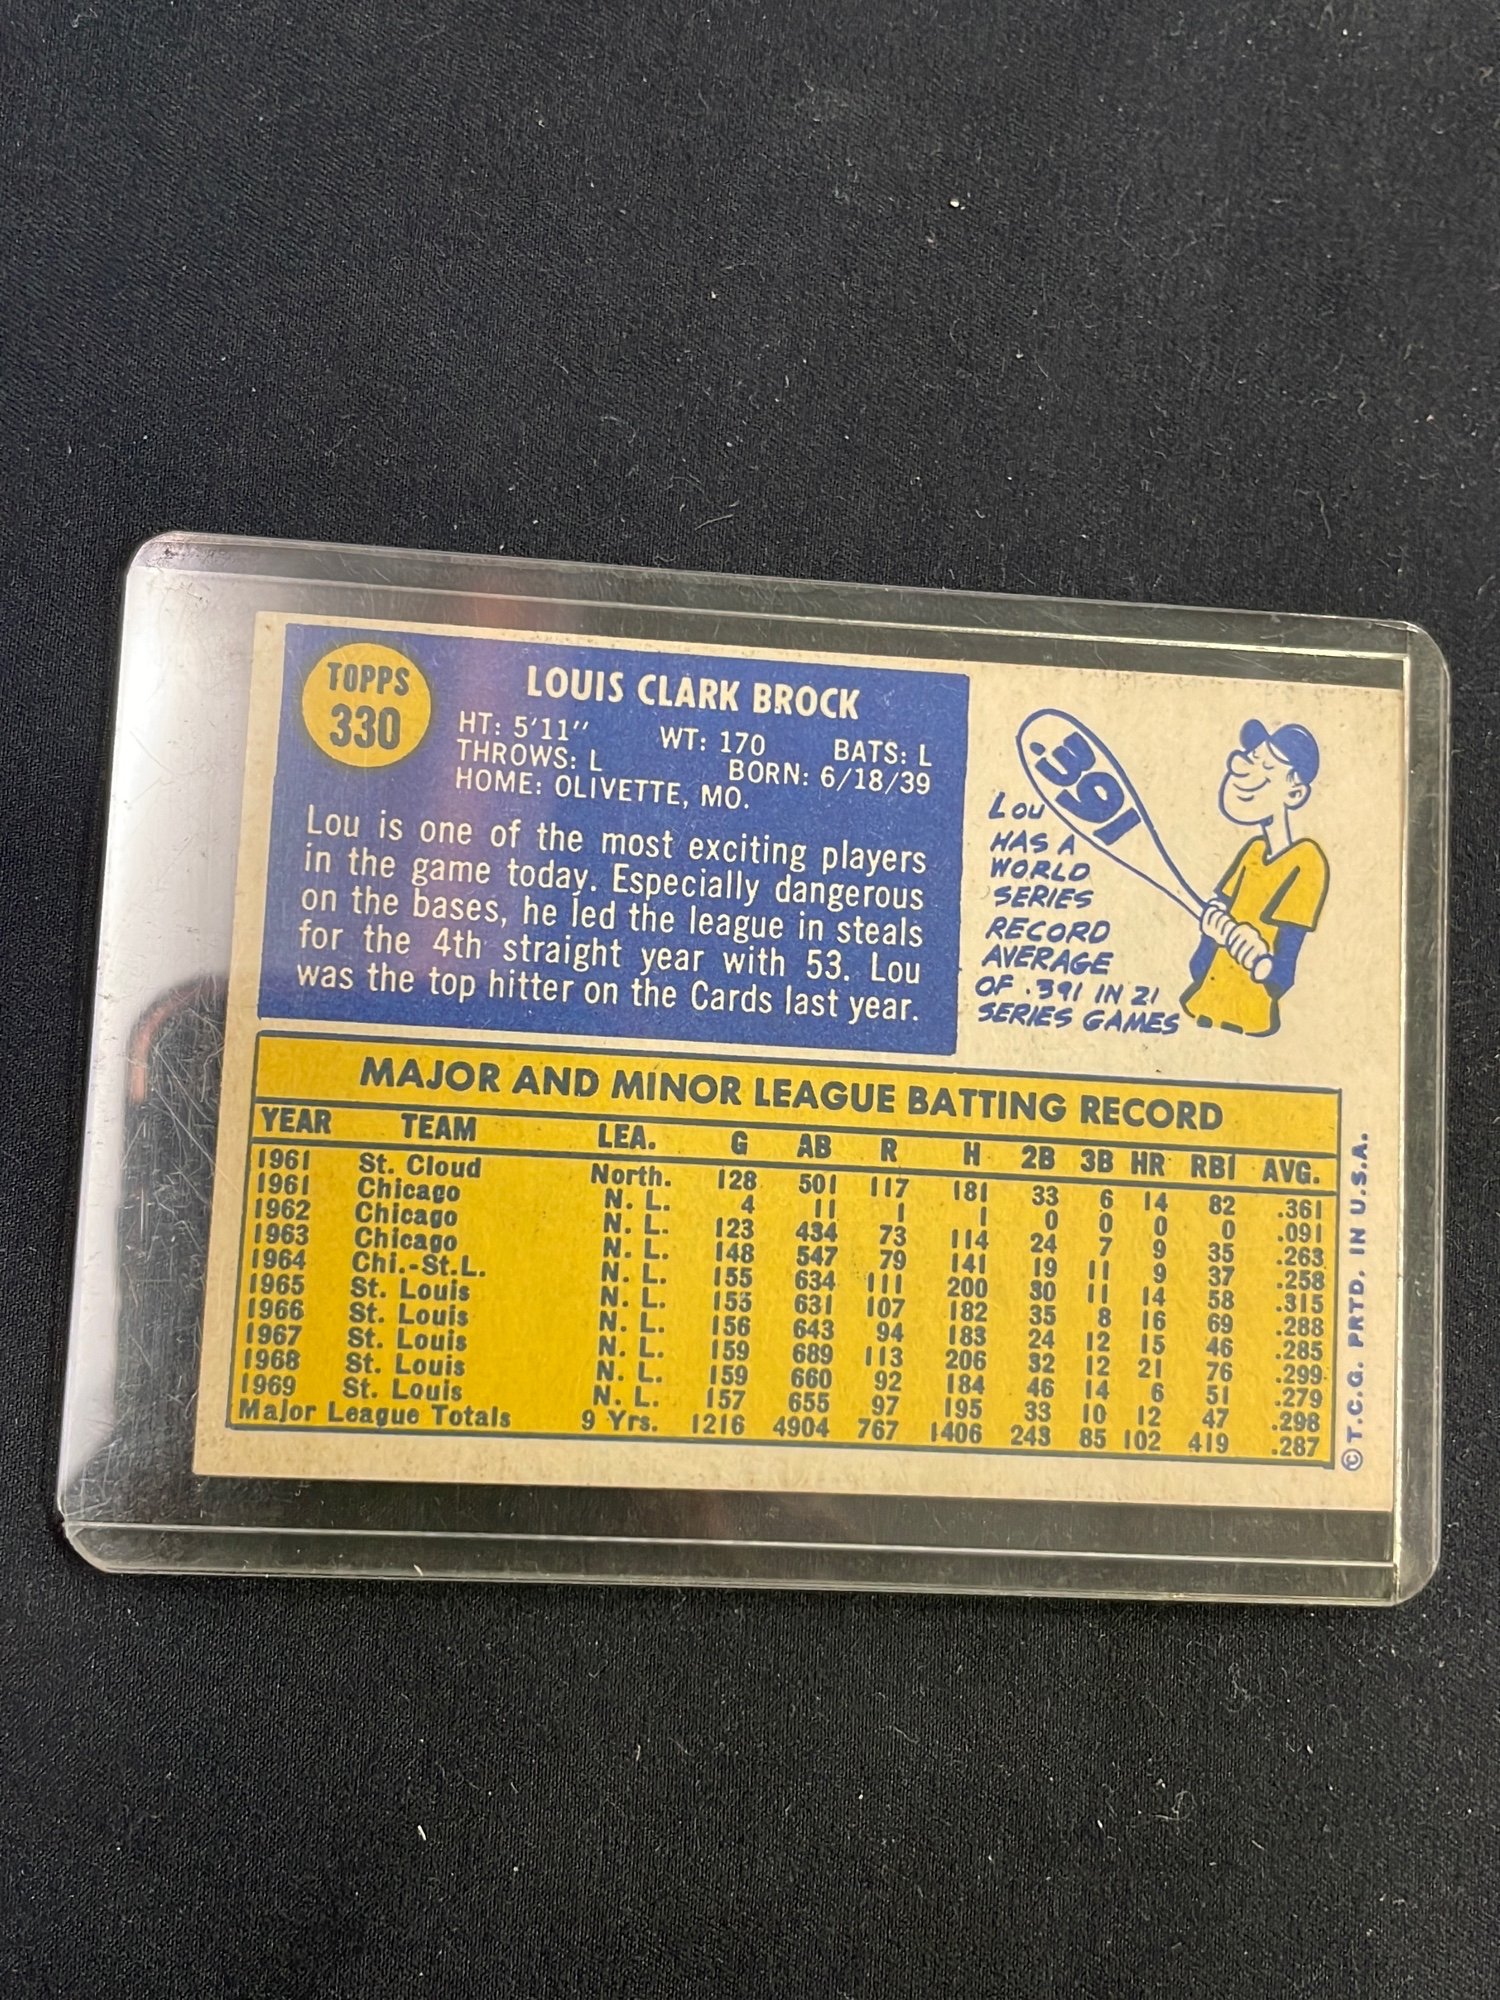 TOPPS
330
LOUIS CLARK BROCK
HT: 5'11'' WT: 170 BATS: L
THROWS: L BORN: 6/18/39
HOME: OLIVETTE, MO.
Lou is one of the most exciting players
in the game today. Especially dangerous
on the bases, he led the league in steals
for the 4th straight year with 53. Lou
was the top hitter on the Cards last year.
.391
LOU
HAS A
WORLD
SERIES
RECORD
AVERAGE
OF .391 IN 21
SERIES GAMES
MAJOR AND MINOR LEAGUE BATTING RECORD
YEAR TEAM LEA. G AB R H 2B 3B HR RBI AVG.
1961 St. Cloud North. 128 501 117 181 33 6 14 82 .361
1961 Chicago N. L. 4 11 1 1 0 0 0 0 .091
1962 Chicago N. L. 123 434 73 114 24 7 9 35 .263
1963 Chicago N. L. 148 547 79 141 19 11 9 37 .258
1964 Chi.-St.L. N. L. 155 634 111 200 30 11 14 58 .315
1965 St. Louis N. L. 155 631 107 182 35 8 16 69 .288
1966 St. Louis N. L. 156 643 94 183 24 12 15 46 .285
1967 St. Louis N. L. 159 689 113 206 32 12 21 76 .299
1968 St. Louis N. L. 159 660 92 184 46 14 6 51 .279
1969 St. Louis N. L. 157 655 97 195 33 10 12 47 .298
Major League Totals 9 Yrs. 1216 4904 767 1406 243 85 102 419 .287
© T.C.G. PRTD. IN U.S.A.